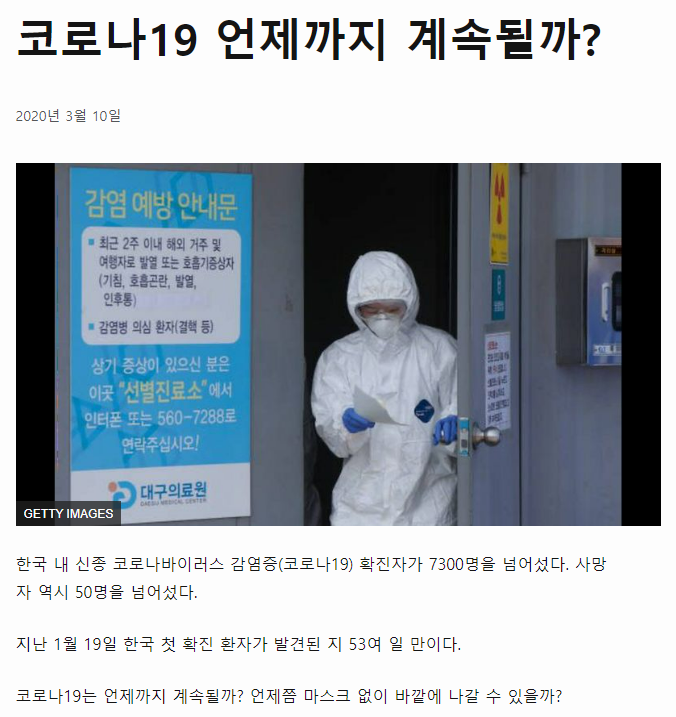 코로나19 언제까지 계속될까?
2020년 3월 10일
감염 예방 안내문
최근 2주 이내 해외 거주 및
여행자로 발열 또는 호흡기증상자
(기침, 호흡곤란, 발열,
인후통)
감염병 의심 환자(결핵 등)
상기 증상이 있으신 분은
이곳 "선별진료소"에서
인터폰 또는 560-7288로
연락주십시오!
대구의료원
DAEGU MEDICAL CENTER
GETTY IMAGES
한국 내 신종 코로나바이러스 감염증(코로나19) 확진자가 7300명을 넘어섰다. 사망
자 역시 50명을 넘어섰다.
지난 1월 19일 한국 첫 확진 환자가 발견된 지 53여 일 만이다.
코로나19는 언제까지 계속될까? 언제쯤 마스크 없이 바깥에 나갈 수 있을까?